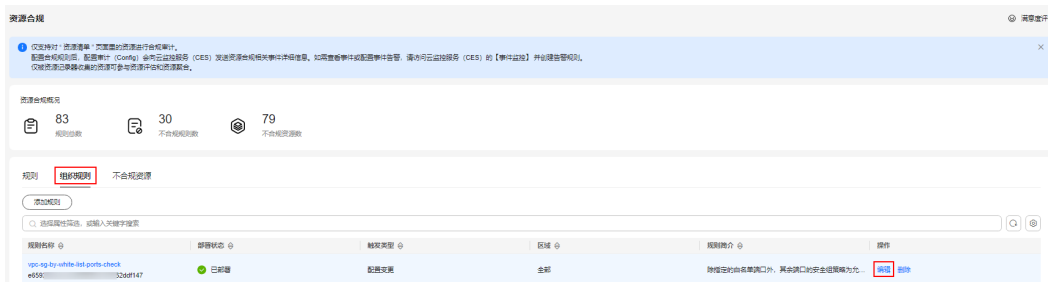 资源合规
满意度评
仅支持对“资源清单”页面里的资源进行合规审计。
配置合规规则后，配置审计（Config）会向云监控服务（CES）发送资源合规相关事件详细信息。如需查看事件或配置事件告警，请访问云监控服务（CES）的【事件监控】并创建告警规则。
仅被资源记录器收集的资源可参与资源评估和资源聚合。
资源合规概况
83 30 79
规则总数 不合规规则数 不合规资源数
规则 组织规则 不合规资源
添加规则
选择属性筛选，或输入关键字搜索
规则名称 部署状态 触发类型 区域 规则简介 操作
vpc-sg-by-white-list-ports-check 已部署 配置变更 全部 除指定的白名单端口外，其余端口的安全组策略为允... 编辑 删除